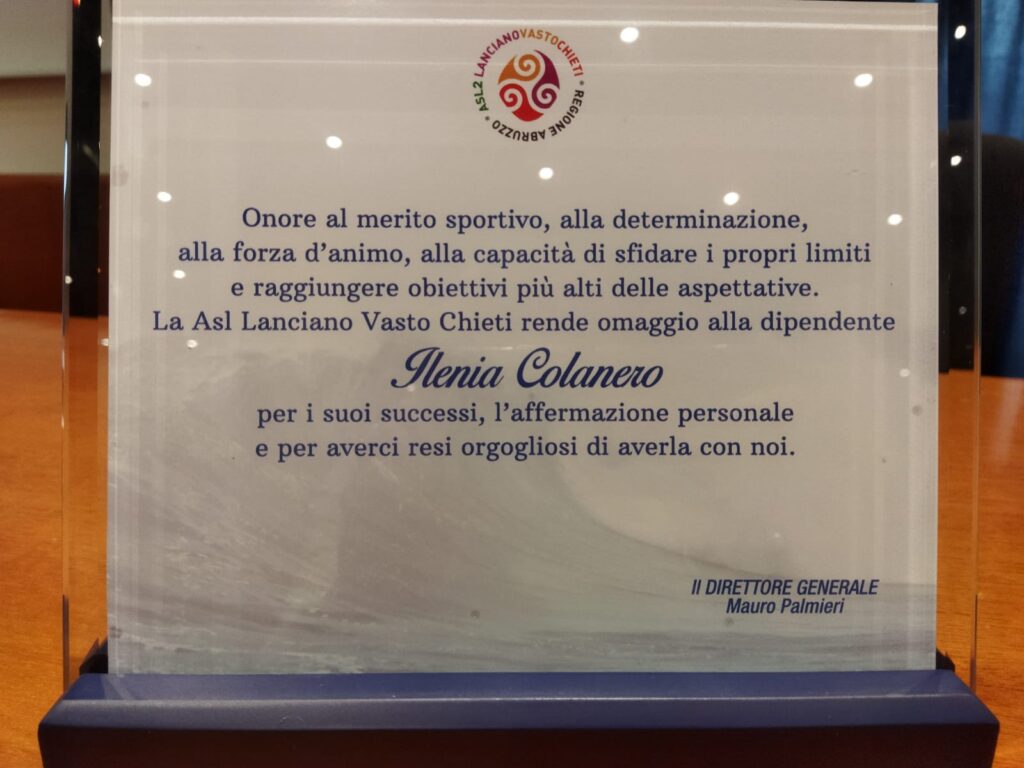 ASL2 LANCIANOVASTOCHIETI * REGIONE ABRUZZO *
Onore al merito sportivo, alla determinazione,
alla forza d'animo, alla capacità di sfidare i propri limiti
e raggiungere obiettivi più alti delle aspettative.
La Asl Lanciano Vasto Chieti rende omaggio alla dipendente
Ilenia Colanero
per i suoi successi, l'affermazione personale
e per averci resi orgogliosi di averla con noi.
Il DIRETTORE GENERALE
Mauro Palmieri